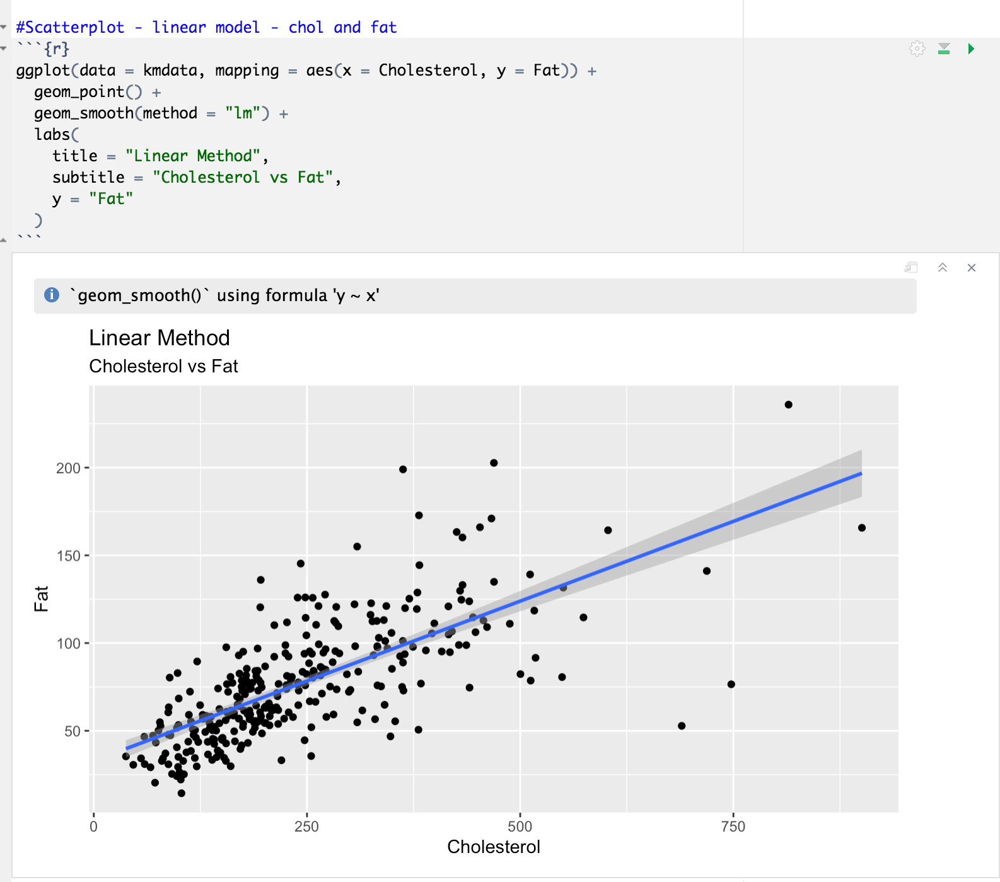 #Scatterplot - linear model - chol and fat
```{r}
ggplot(data = kmdata, mapping = aes(x = Cholesterol, y = Fat)) +
  geom_point() +
  geom_smooth(method = "lm") +
  labs(
    title = "Linear Method",
    subtitle = "Cholesterol vs Fat",
    y = "Fat"
  )
```
`geom_smooth()` using formula 'y ~ x'
Linear Method
Cholesterol vs Fat
200
150
100
50
Fat
0 250 500 750
Cholesterol